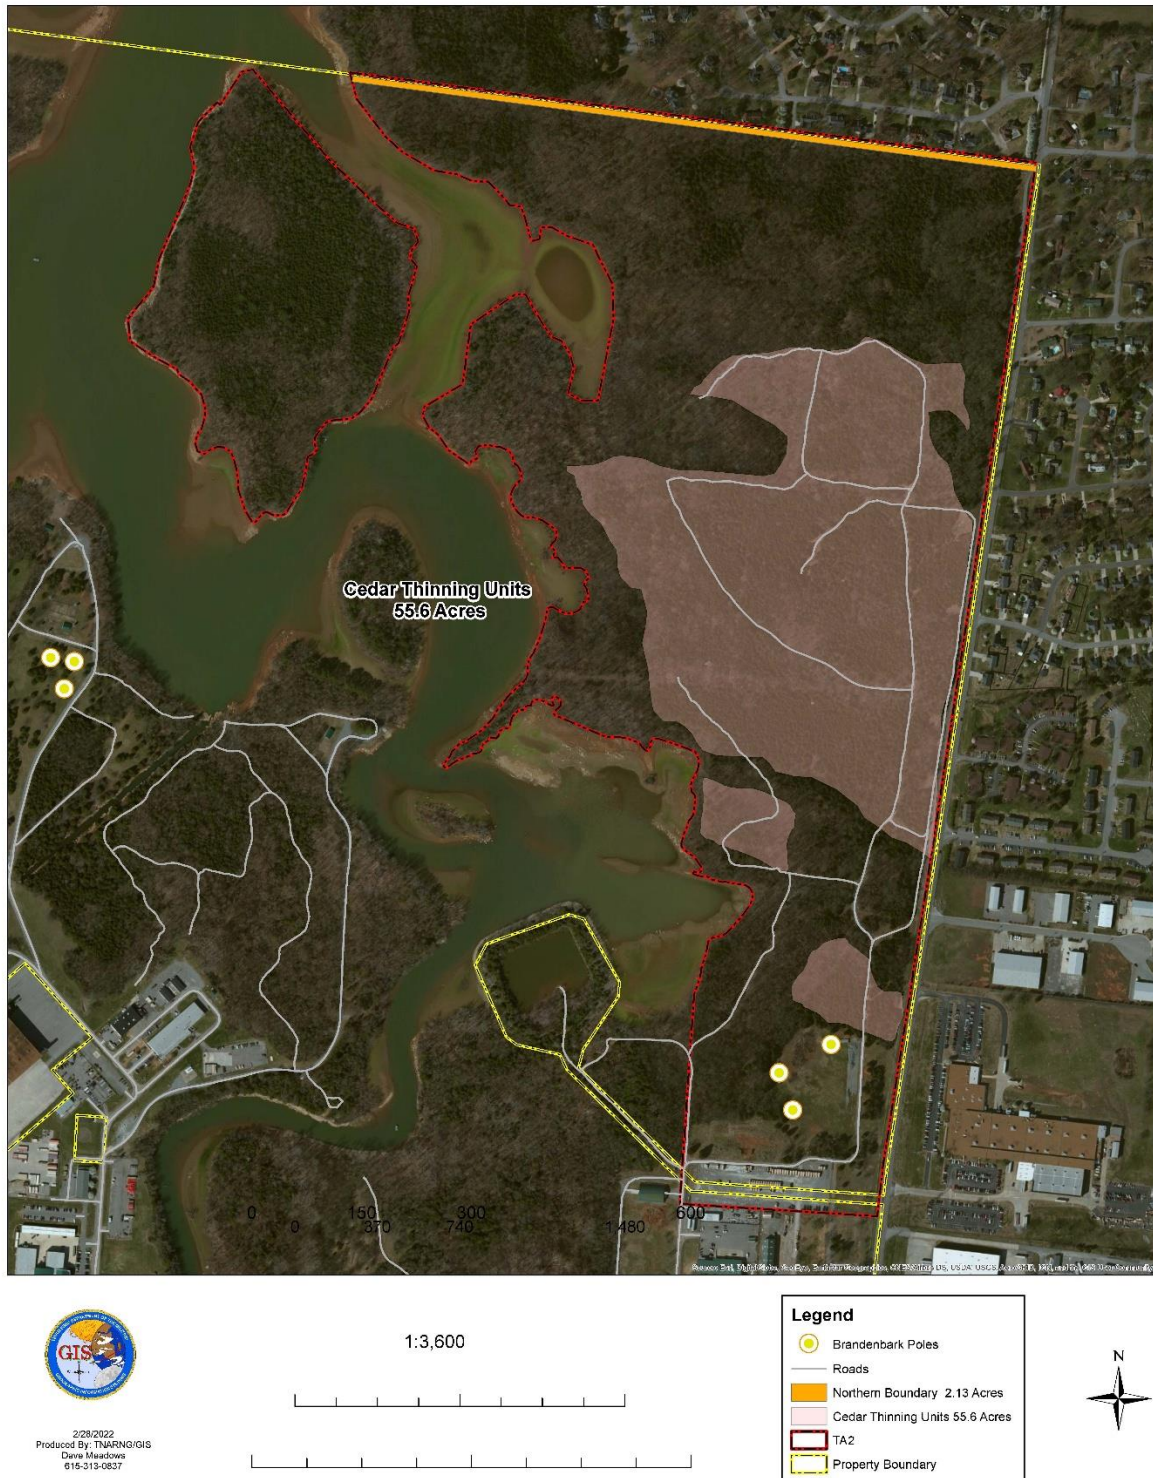 Cedar Thinning Units
55.6 Acres
0 150 300 600
0 370 740 1,480
GIS
2/28/2022
Produced By: TNARNG/GIS
Dave Meadows
615-313-0837
1:3,600
Legend
Brandenbark Poles
Roads
Northern Boundary 2.13 Acres
Cedar Thinning Units 55.6 Acres
TA2
Property Boundary
N